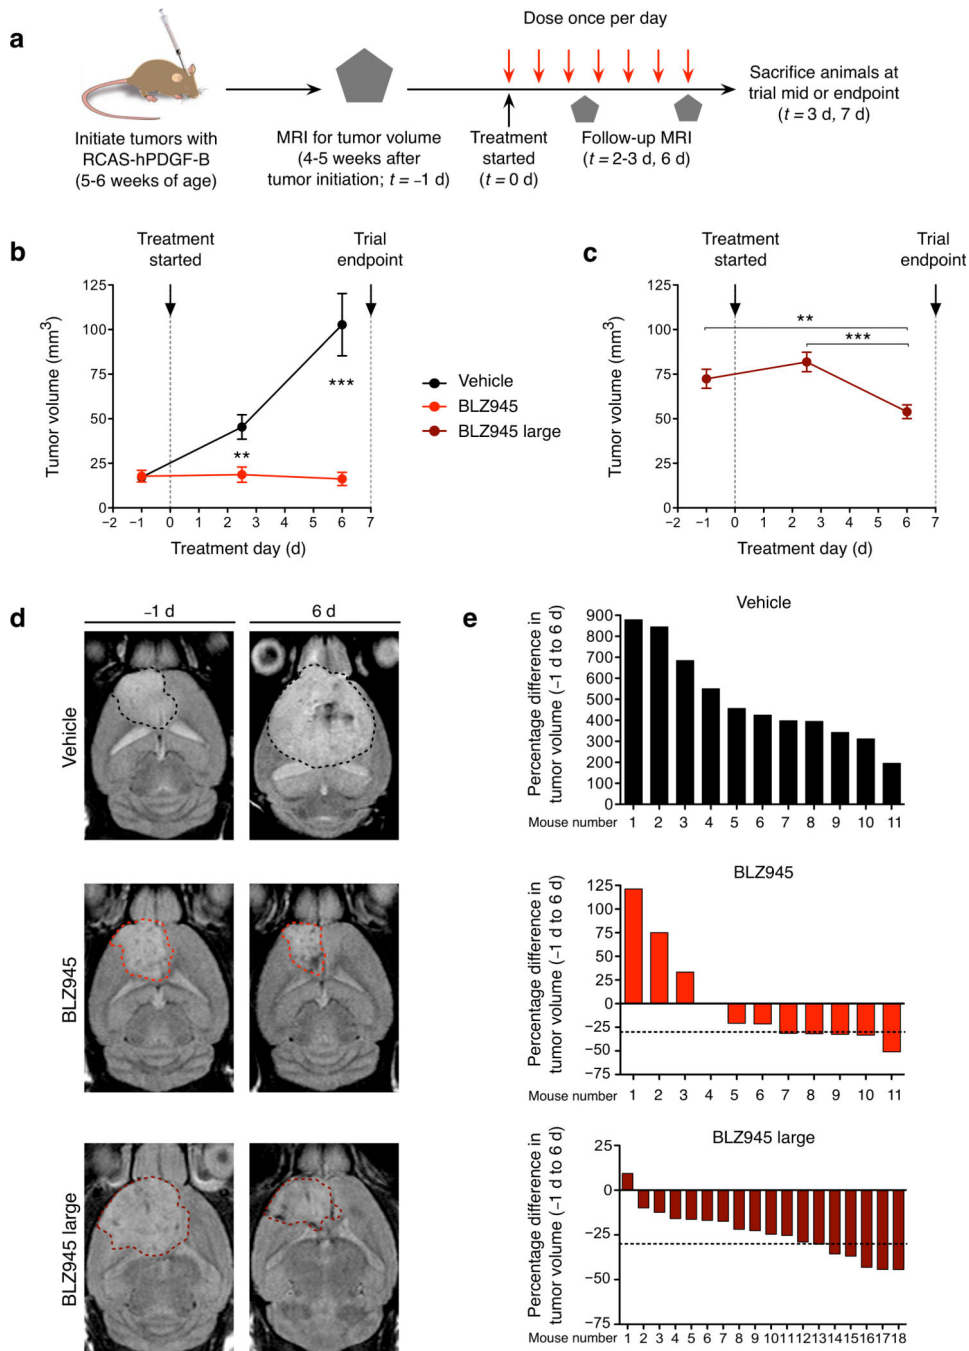 a
Dose once per day
Initiate tumors with
RCAS-hPDGF-B
(5-6 weeks of age)
MRI for tumor volume
(4-5 weeks after
tumor initiation; t = −1 d)
Treatment
started
(t = 0 d)
Follow-up MRI
(t = 2-3 d, 6 d)
Sacrifice animals at
trial mid or endpoint
(t = 3 d, 7 d)
b
Treatment
started
Trial
endpoint
Tumor volume (mm³)
125
100
75
50
25
0
***
**
−2 −1 0 1 2 3 4 5 6 7
Treatment day (d)
Vehicle
BLZ945
BLZ945 large
c
Treatment
started
Trial
endpoint
Tumor volume (mm³)
125
100
75
50
25
0
**
***
−2 −1 0 1 2 3 4 5 6 7
Treatment day (d)
d
−1 d
6 d
Vehicle
BLZ945
BLZ945 large
e
Vehicle
Percentage difference in
tumor volume (−1 d to 6 d)
900
800
700
600
500
400
300
200
100
0
Mouse number 1 2 3 4 5 6 7 8 9 10 11
BLZ945
Percentage difference in
tumor volume (−1 d to 6 d)
125
100
75
50
25
0
−25
−50
−75
Mouse number 1 2 3 4 5 6 7 8 9 10 11
BLZ945 large
Percentage difference in
tumor volume (−1 d to 6 d)
25
0
−25
−50
−75
Mouse number 1 2 3 4 5 6 7 8 9 10 11 12 13 14 15 16 17 18